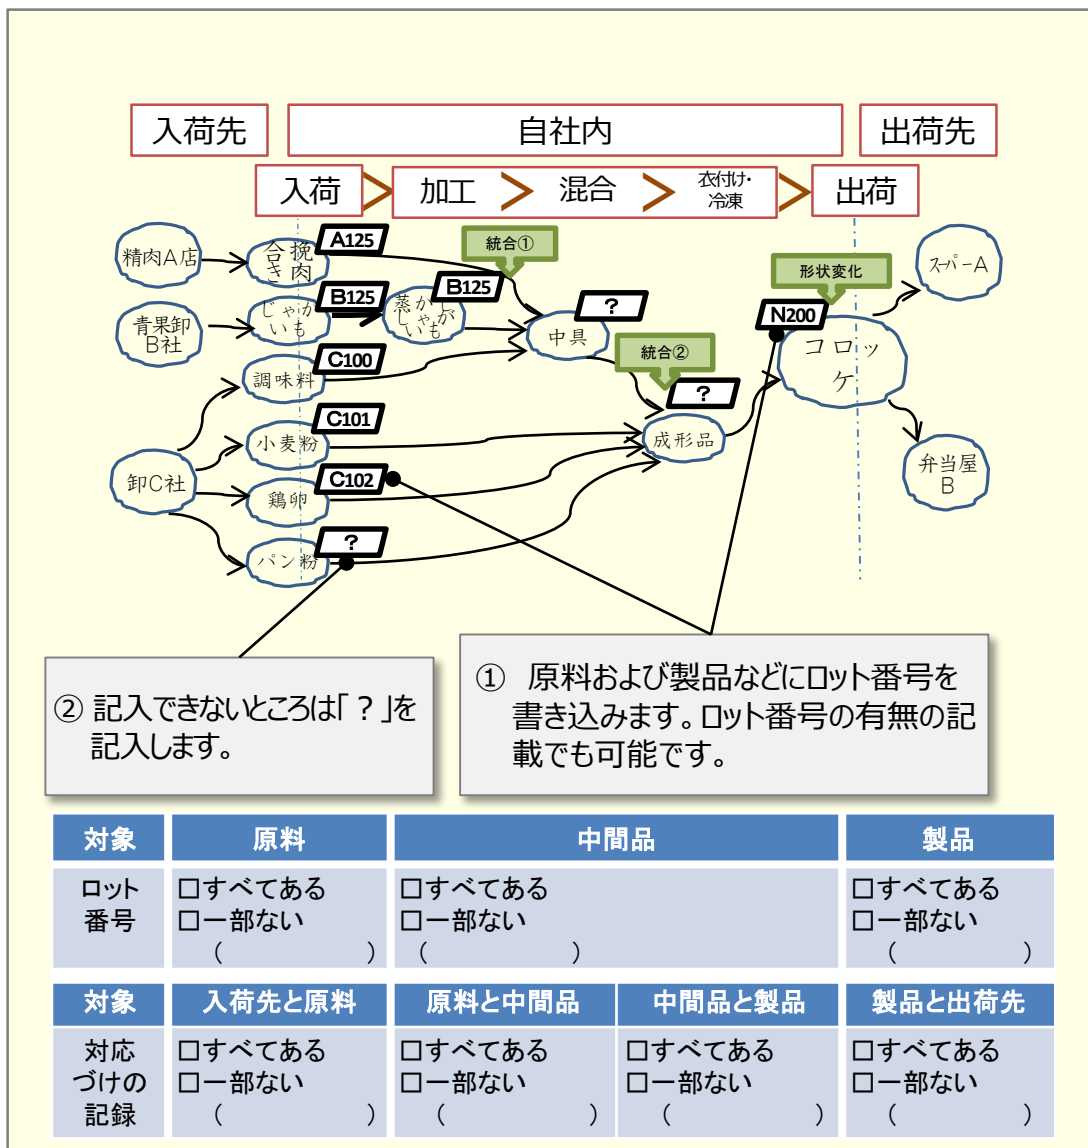 入荷先
自社内
出荷先
入荷
加工
混合
衣付け・
冷凍
出荷
精肉A店
合挽
き肉
A125
統合①
形状変化
スーパーA
青果卸
B社
じゃが
いも
B125
蒸かし
じゃが
いも
B125
中具
?
N200
コロッ
ケ
調味料
C100
統合②
?
小麦粉
C101
成形品
卸C社
鶏卵
C102
弁当屋
B
パン粉
?
② 記入できないところは「?」を
記入します。
① 原料および製品などにロット番号を
書き込みます。ロット番号の有無の記
載でも可能です。
対象 原料 中間品 製品
ロット
番号
□すべてある
□一部ない
( )
□すべてある
□一部ない
( )
□すべてある
□一部ない
( )
対象 入荷先と原料 原料と中間品 中間品と製品 製品と出荷先
対応
づけの
記録
□すべてある
□一部ない
( )
□すべてある
□一部ない
( )
□すべてある
□一部ない
( )
□すべてある
□一部ない
( )